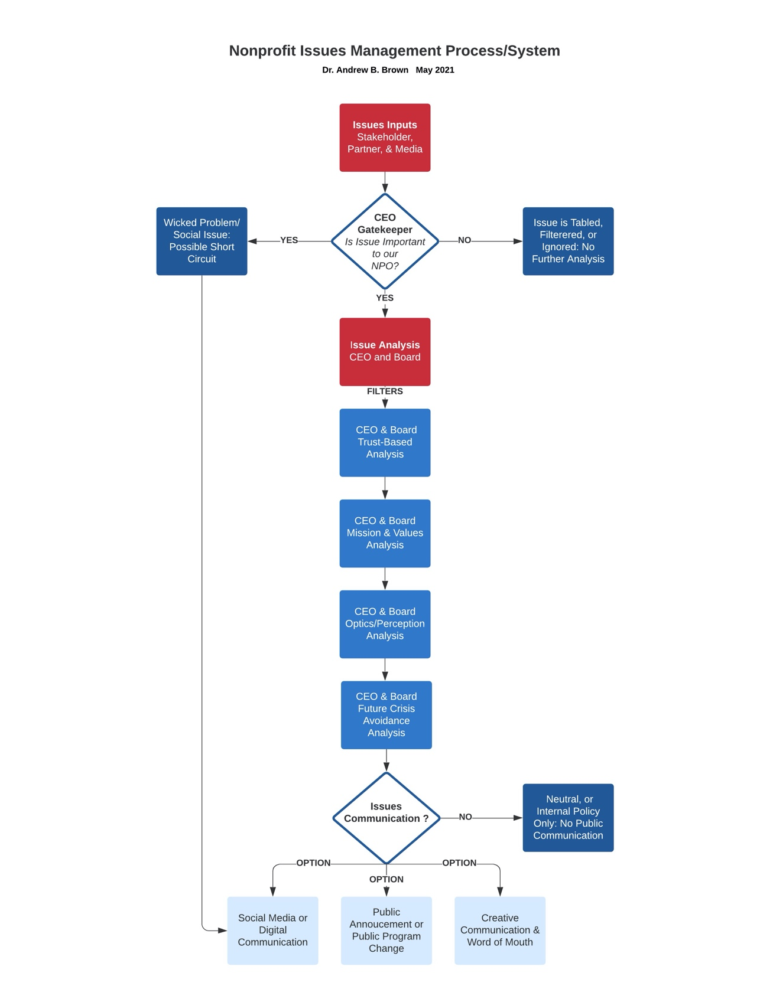 Nonprofit Issues Management Process/System
Dr. Andrew B. Brown   May 2021
Issues Inputs
Stakeholder,
Partner, & Media
CEO
Gatekeeper
Is Issue Important
to our
NPO?
YES
Wicked Problem/
Social Issue:
Possible Short
Circuit
NO
Issue is Tabled,
Filterered, or
Ignored: No
Further Analysis
YES
Issue Analysis
CEO and Board
FILTERS
CEO & Board
Trust-Based
Analysis
CEO & Board
Mission & Values
Analysis
CEO & Board
Optics/Perception
Analysis
CEO & Board
Future Crisis
Avoidance
Analysis
Issues
Communication ?
NO
Neutral, or
Internal Policy
Only: No Public
Communication
OPTION
OPTION
OPTION
Social Media or
Digital
Communication
Public
Annoucement or
Public Program
Change
Creative
Communication &
Word of Mouth